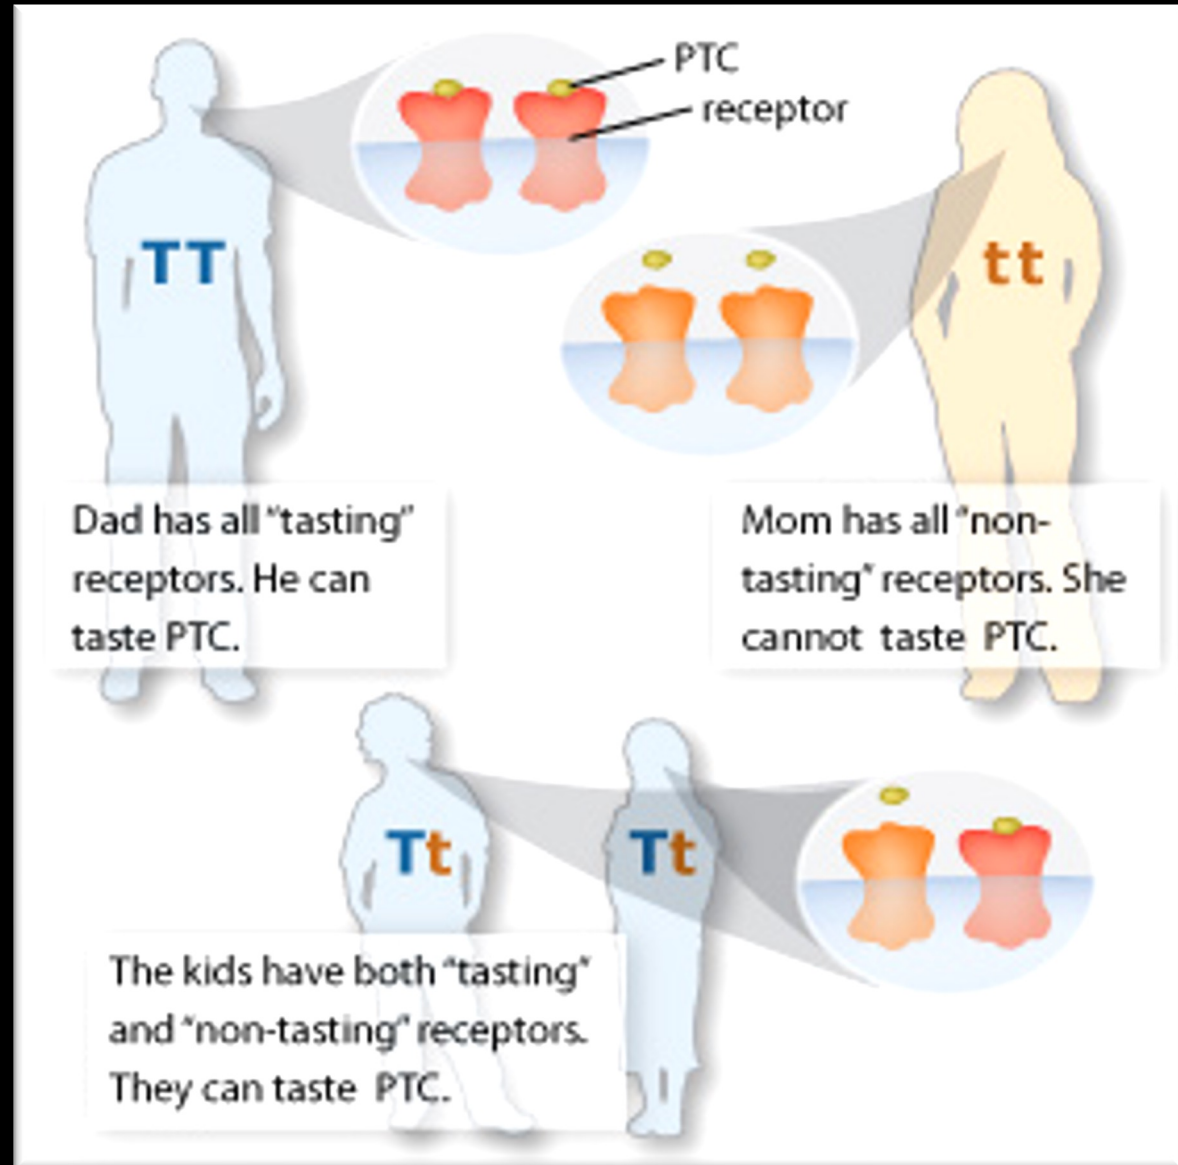 PTC
receptor
TT
tt
Dad has all “tasting”
receptors. He can
taste PTC.
Mom has all “non-
tasting” receptors. She
cannot taste PTC.
Tt
Tt
The kids have both “tasting”
and “non-tasting” receptors.
They can taste PTC.